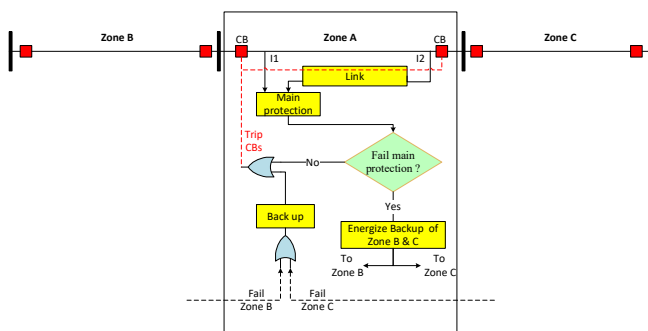 Zone B
CB
Zone A
CB
Zone C
I1
I2
Link
Main
protection
Trip
CBs
No
Fail main
protection ?
Yes
Back up
Energize Backup of
Zone B & C
To
Zone B
To
Zone C
Fail
Zone B
Fail
Zone C